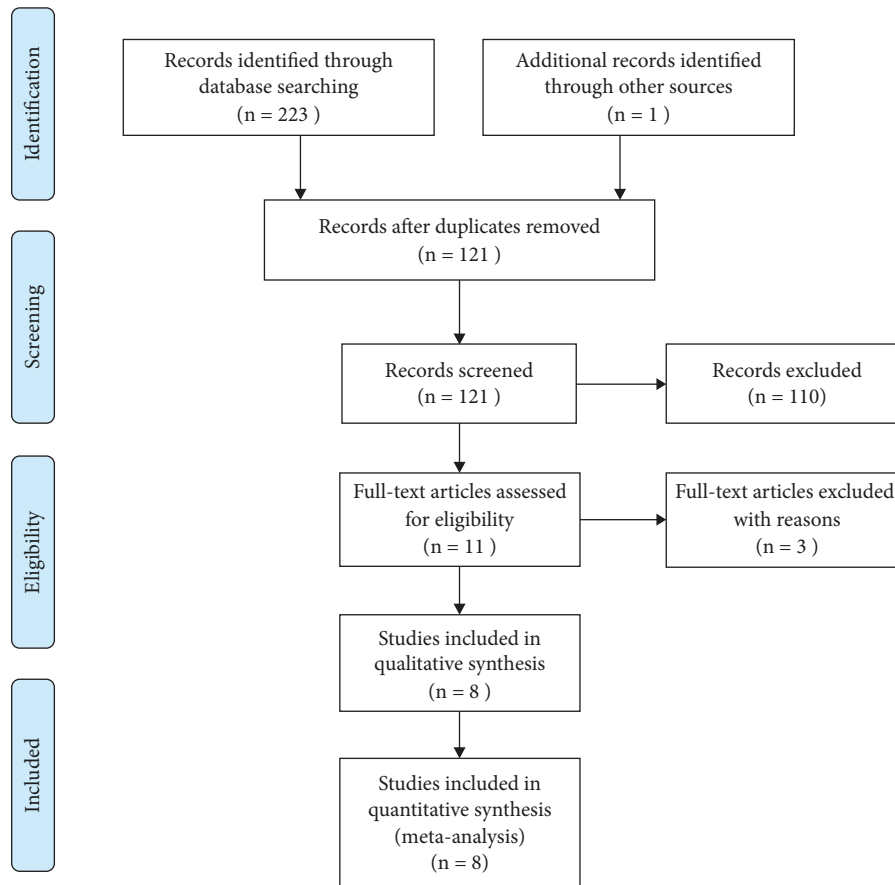 Identification
Records identified through
database searching
(n = 223 )
Additional records identified
through other sources
(n = 1 )
Records after duplicates removed
(n = 121 )
Screening
Records screened
(n = 121 )
Records excluded
(n = 110)
Eligibility
Full-text articles assessed
for eligibility
(n = 11 )
Full-text articles excluded
with reasons
(n = 3 )
Studies included in
qualitative synthesis
(n = 8 )
Included
Studies included in
quantitative synthesis
(meta-analysis)
(n = 8)